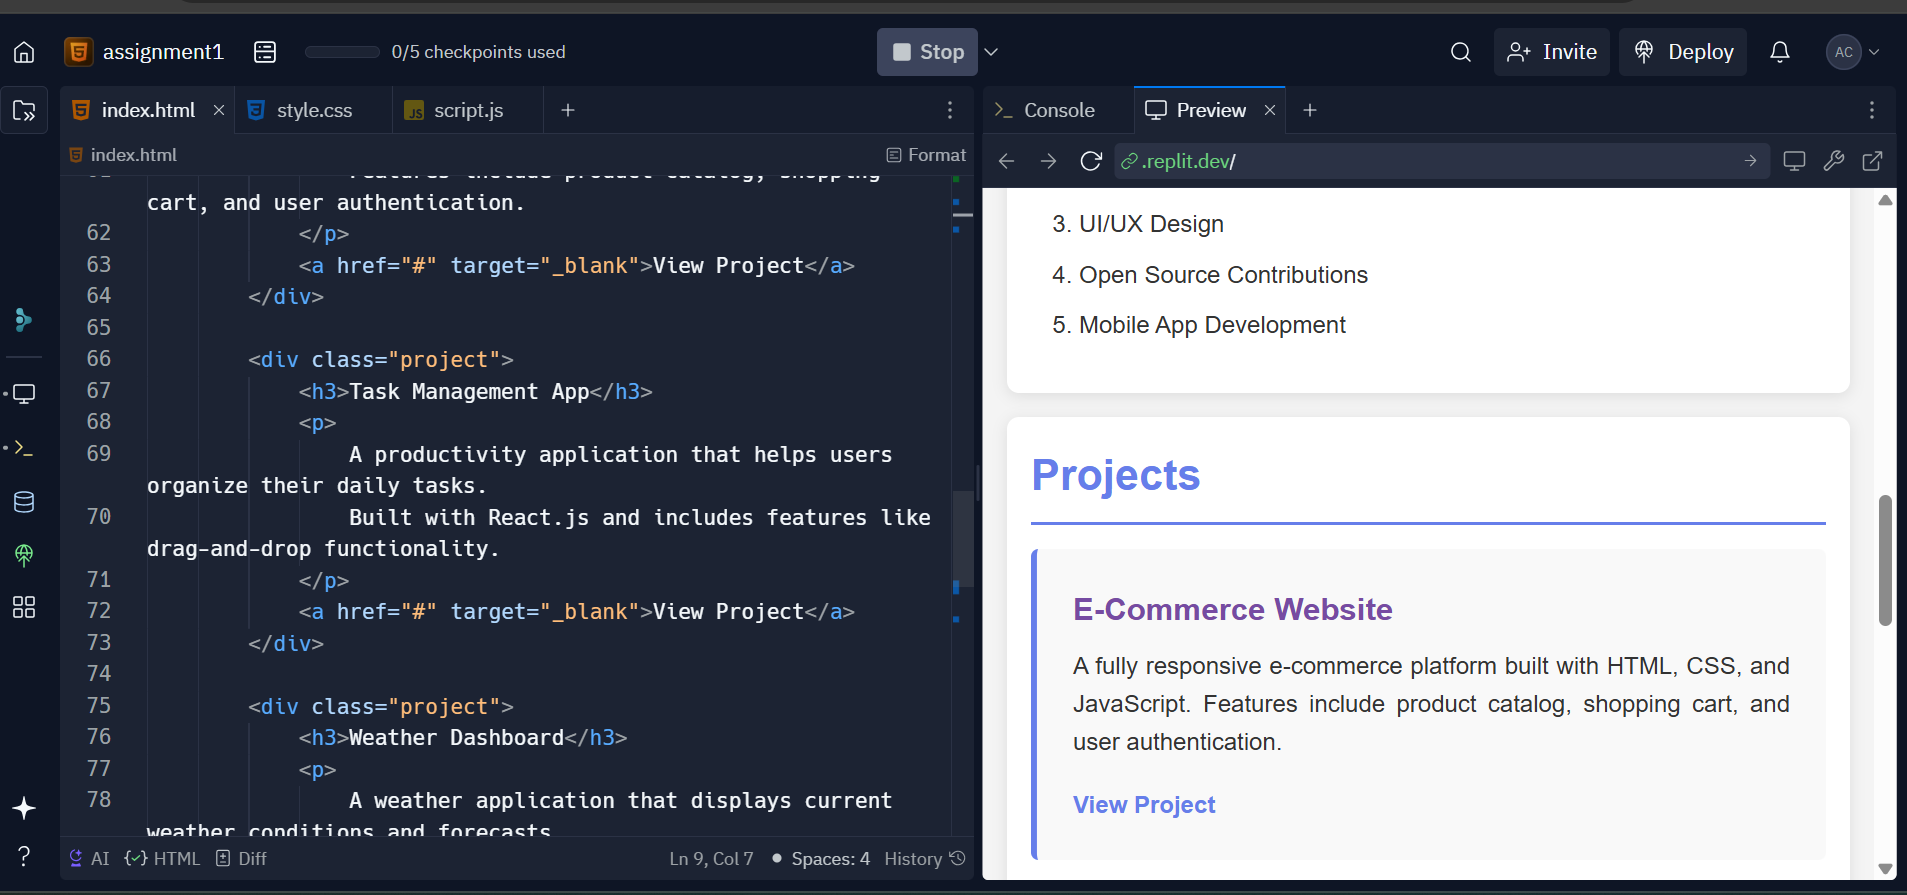 assignment1
0/5 checkpoints used
Stop
Invite
Deploy
AC
index.html
style.css
JS script.js
Console
Preview
index.html
Format
.replit.dev/
Features include product catalog, shopping
cart, and user authentication.
62 </p>
63 <a href="#" target="_blank">View Project</a>
64 </div>
65
66 <div class="project">
67 <h3>Task Management App</h3>
68 <p>
69 A productivity application that helps users
organize their daily tasks.
70 Built with React.js and includes features like
drag-and-drop functionality.
71 </p>
72 <a href="#" target="_blank">View Project</a>
73 </div>
74
75 <div class="project">
76 <h3>Weather Dashboard</h3>
77 <p>
78 A weather application that displays current
weather conditions and forecasts
AI
HTML
Diff
Ln 9, Col 7
Spaces: 4
History
3. UI/UX Design
4. Open Source Contributions
5. Mobile App Development
Projects
E-Commerce Website
A fully responsive e-commerce platform built with HTML, CSS, and
JavaScript. Features include product catalog, shopping cart, and
user authentication.
View Project